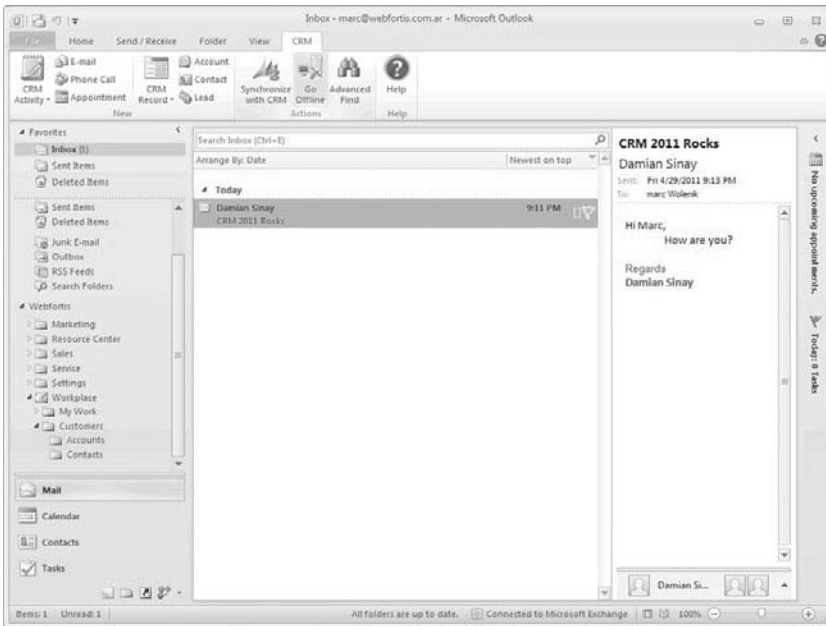 Inbox - marc@webfortis.com.ar - Microsoft Outlook
File Home Send / Receive Folder View CRM
CRM Activity
E-mail
Phone Call
Appointment
CRM Record
Account
Contact
Lead
New
Synchronize with CRM
Go Offline
Advanced Find
Actions
Help
Help
Favorites
Inbox (1)
Sent Items
Deleted Items
Sent Items
Deleted Items
Junk E-mail
Outbox
RSS Feeds
Search Folders
Webfortis
Marketing
Resource Center
Sales
Service
Settings
Workplace
My Work
Customers
Accounts
Contacts
Mail
Calendar
Contacts
Tasks
Search Inbox (Ctrl+E)
Arrange By: Date Newest on top
Today
Damian Sinay 9:11 PM
CRM 2011 Rocks
CRM 2011 Rocks
Damian Sinay
Sent: Fri 4/29/2011 9:13 PM
To: marc Wolenik
Hi Marc,
How are you?
Regards
Damian Sinay
Damian Si...
No upcoming appointments.
Today: 0 Tasks
Items: 1 Unread: 1 All folders are up to date. Connected to Microsoft Exchange 100%